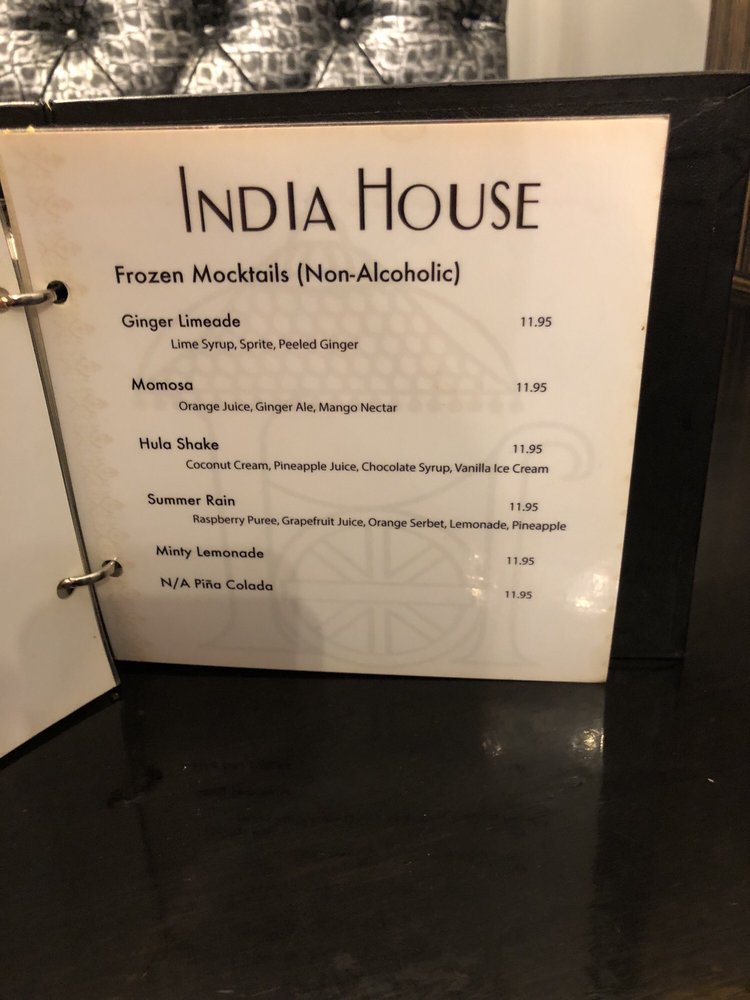 INDIA HOUSE
Frozen Mocktails (Non-Alcoholic)
Ginger Limeade 11.95
Lime Syrup, Sprite, Peeled Ginger
Momosa 11.95
Orange Juice, Ginger Ale, Mango Nectar
Hula Shake 11.95
Coconut Cream, Pineapple Juice, Chocolate Syrup, Vanilla Ice Cream
Summer Rain 11.95
Raspberry Puree, Grapefruit Juice, Orange Serbet, Lemonade, Pineapple
Minty Lemonade 11.95
N/A Piña Colada 11.95